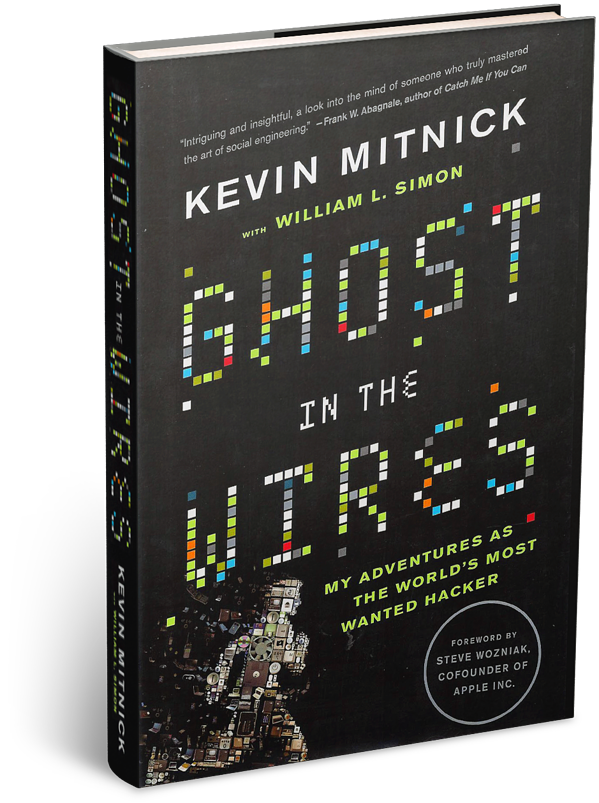 "Intriguing and insightful, a look into the mind of someone who truly mastered
the art of social engineering." —Frank W. Abagnale, author of Catch Me If You Can
KEVIN MITNICK
WITH WILLIAM L. SIMON
GHOST
IN THE
WIRES
MY ADVENTURES AS
THE WORLD'S MOST
WANTED HACKER
FOREWORD BY
STEVE WOZNIAK,
COFOUNDER OF
APPLE INC.
GHOST IN THE WIRES KEVIN MITNICK WITH WILLIAM L. SIMON